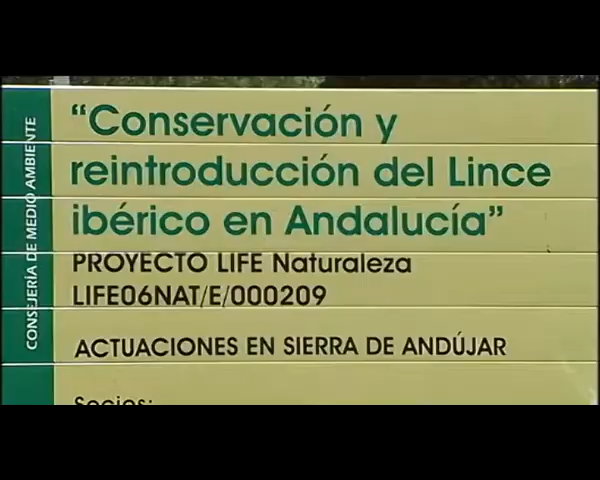 CONSEJERÍA DE MEDIO AMBIENTE
“Conservación y
reintroducción del Lince
ibérico en Andalucía”
PROYECTO LIFE Naturaleza
LIFE06NAT/E/000209
ACTUACIONES EN SIERRA DE ANDÚJAR
Socios: